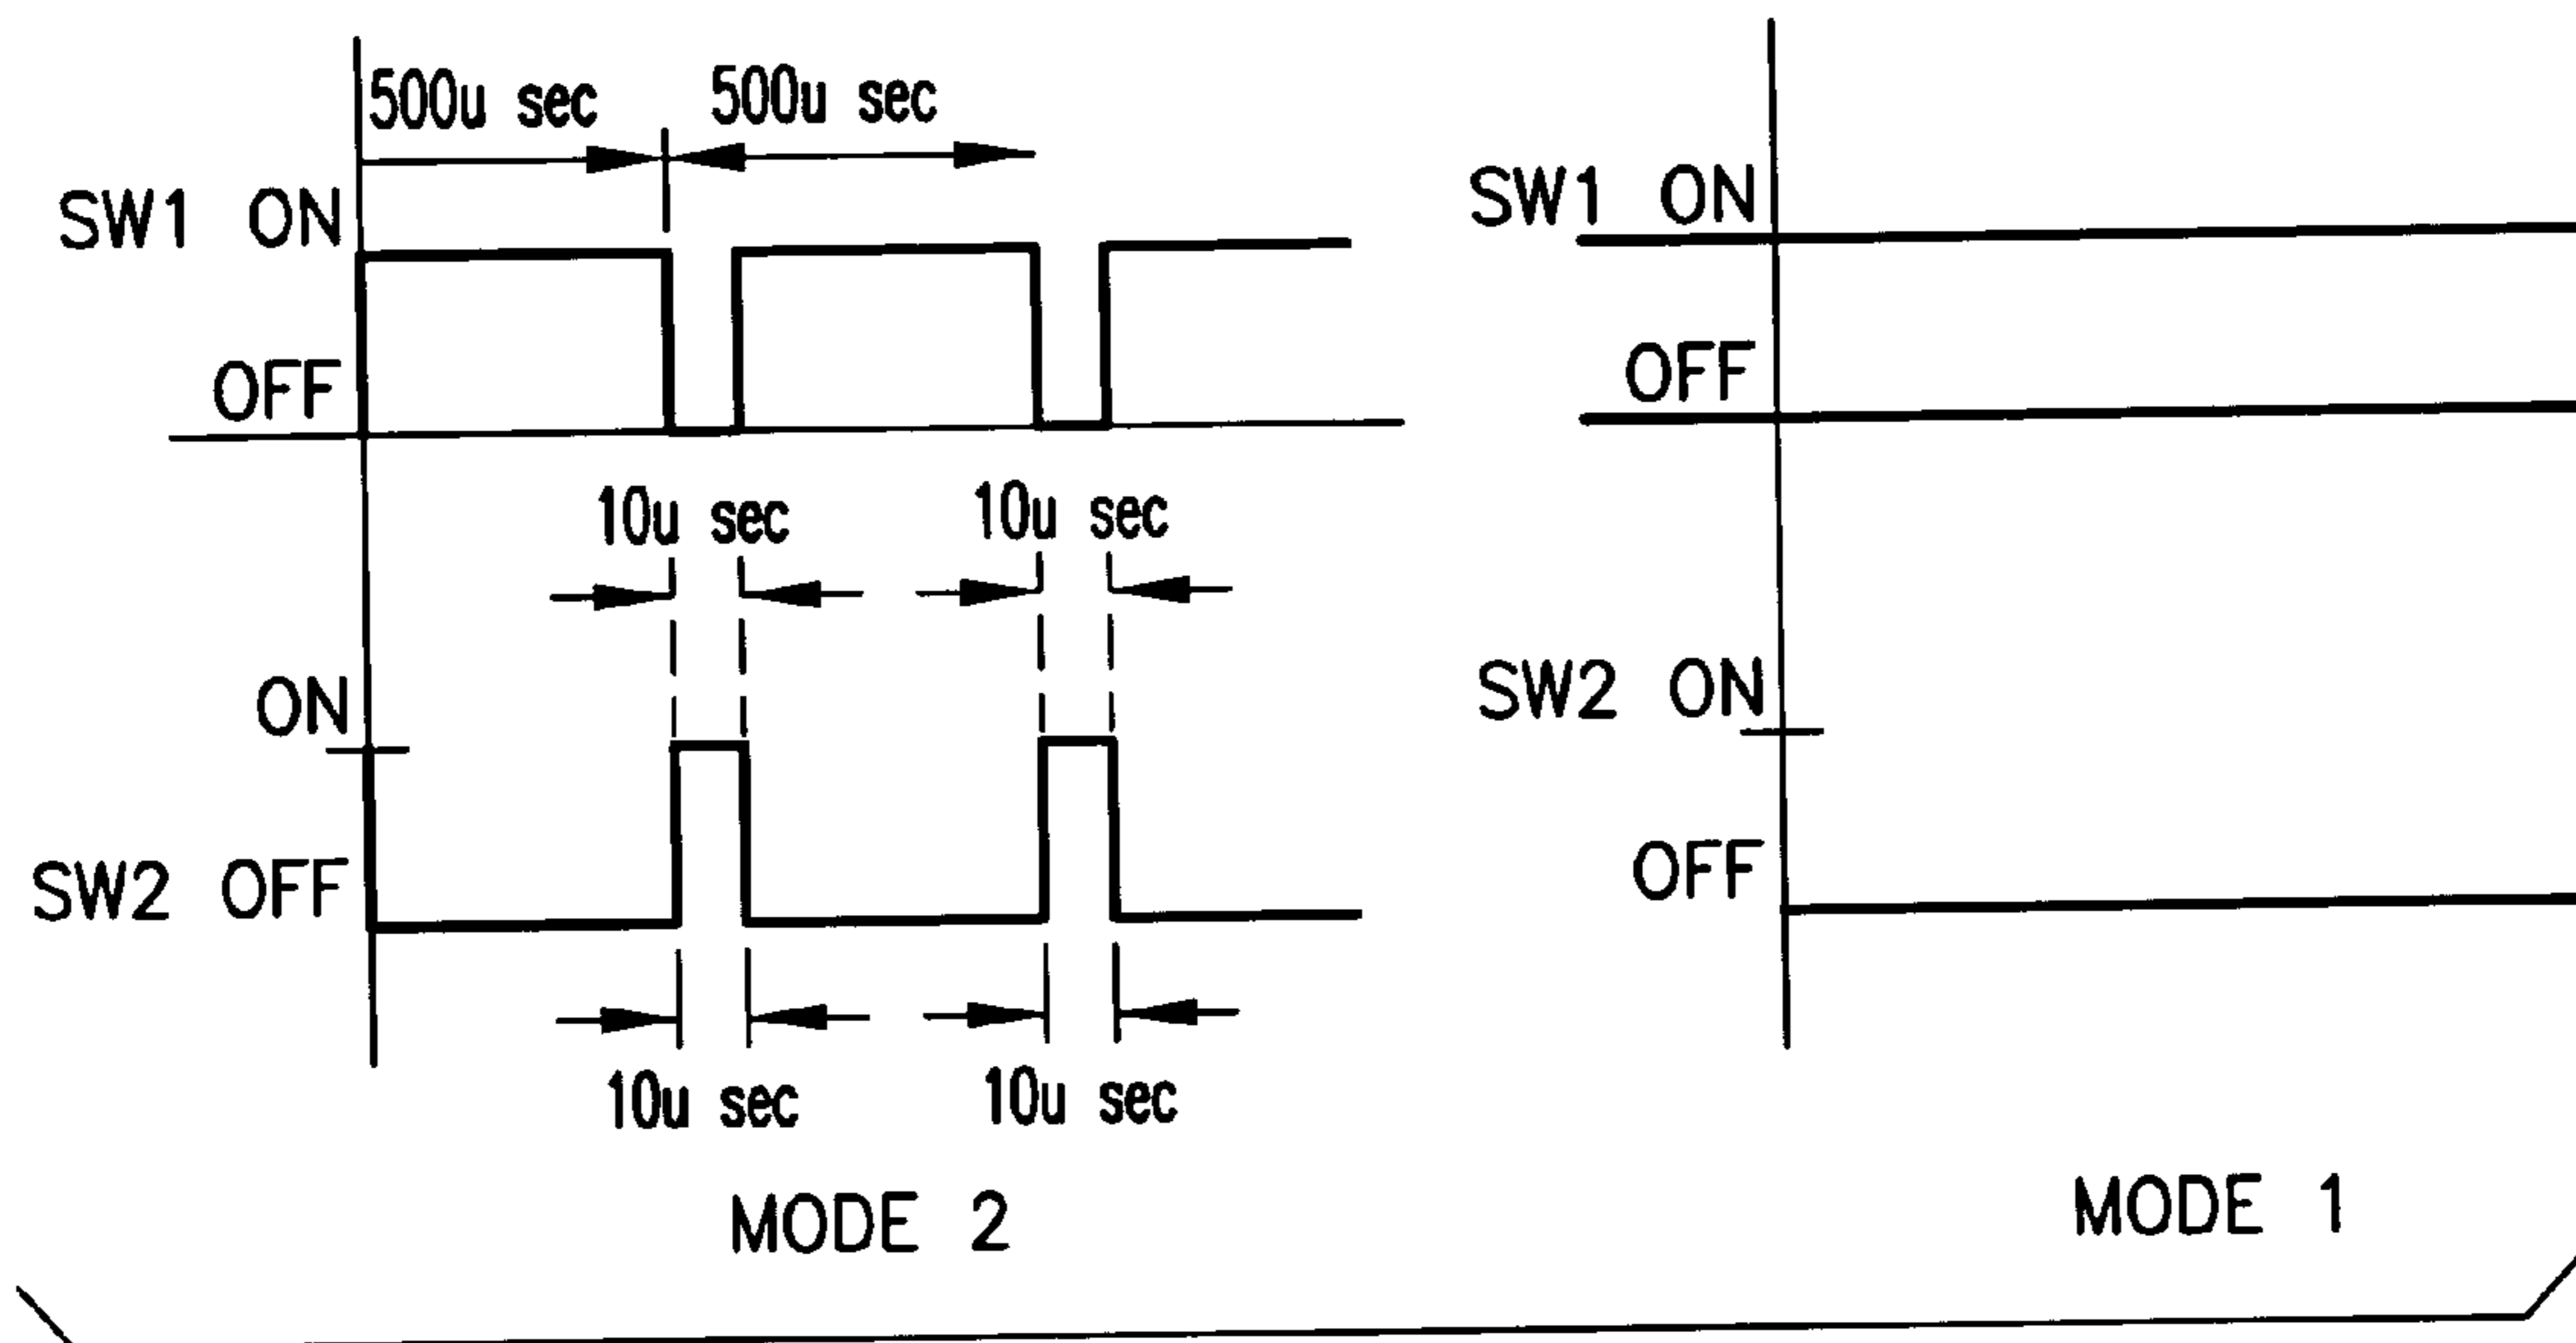 500u sec 500u sec
SW1 ON
OFF
10u sec 10u sec
ON
SW2 OFF
10u sec 10u sec
MODE 2
SW1 ON
OFF
SW2 ON
OFF
MODE 1